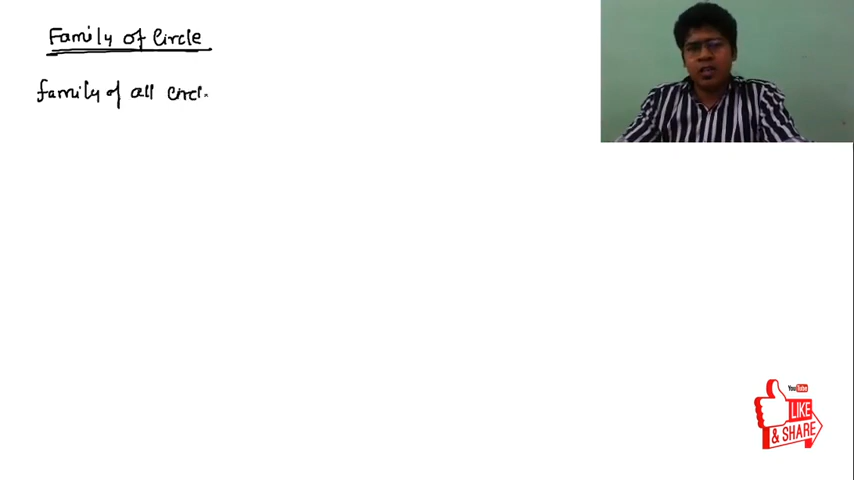 Family of Circle
family of all circl
YouTube
LIKE
& SHARE